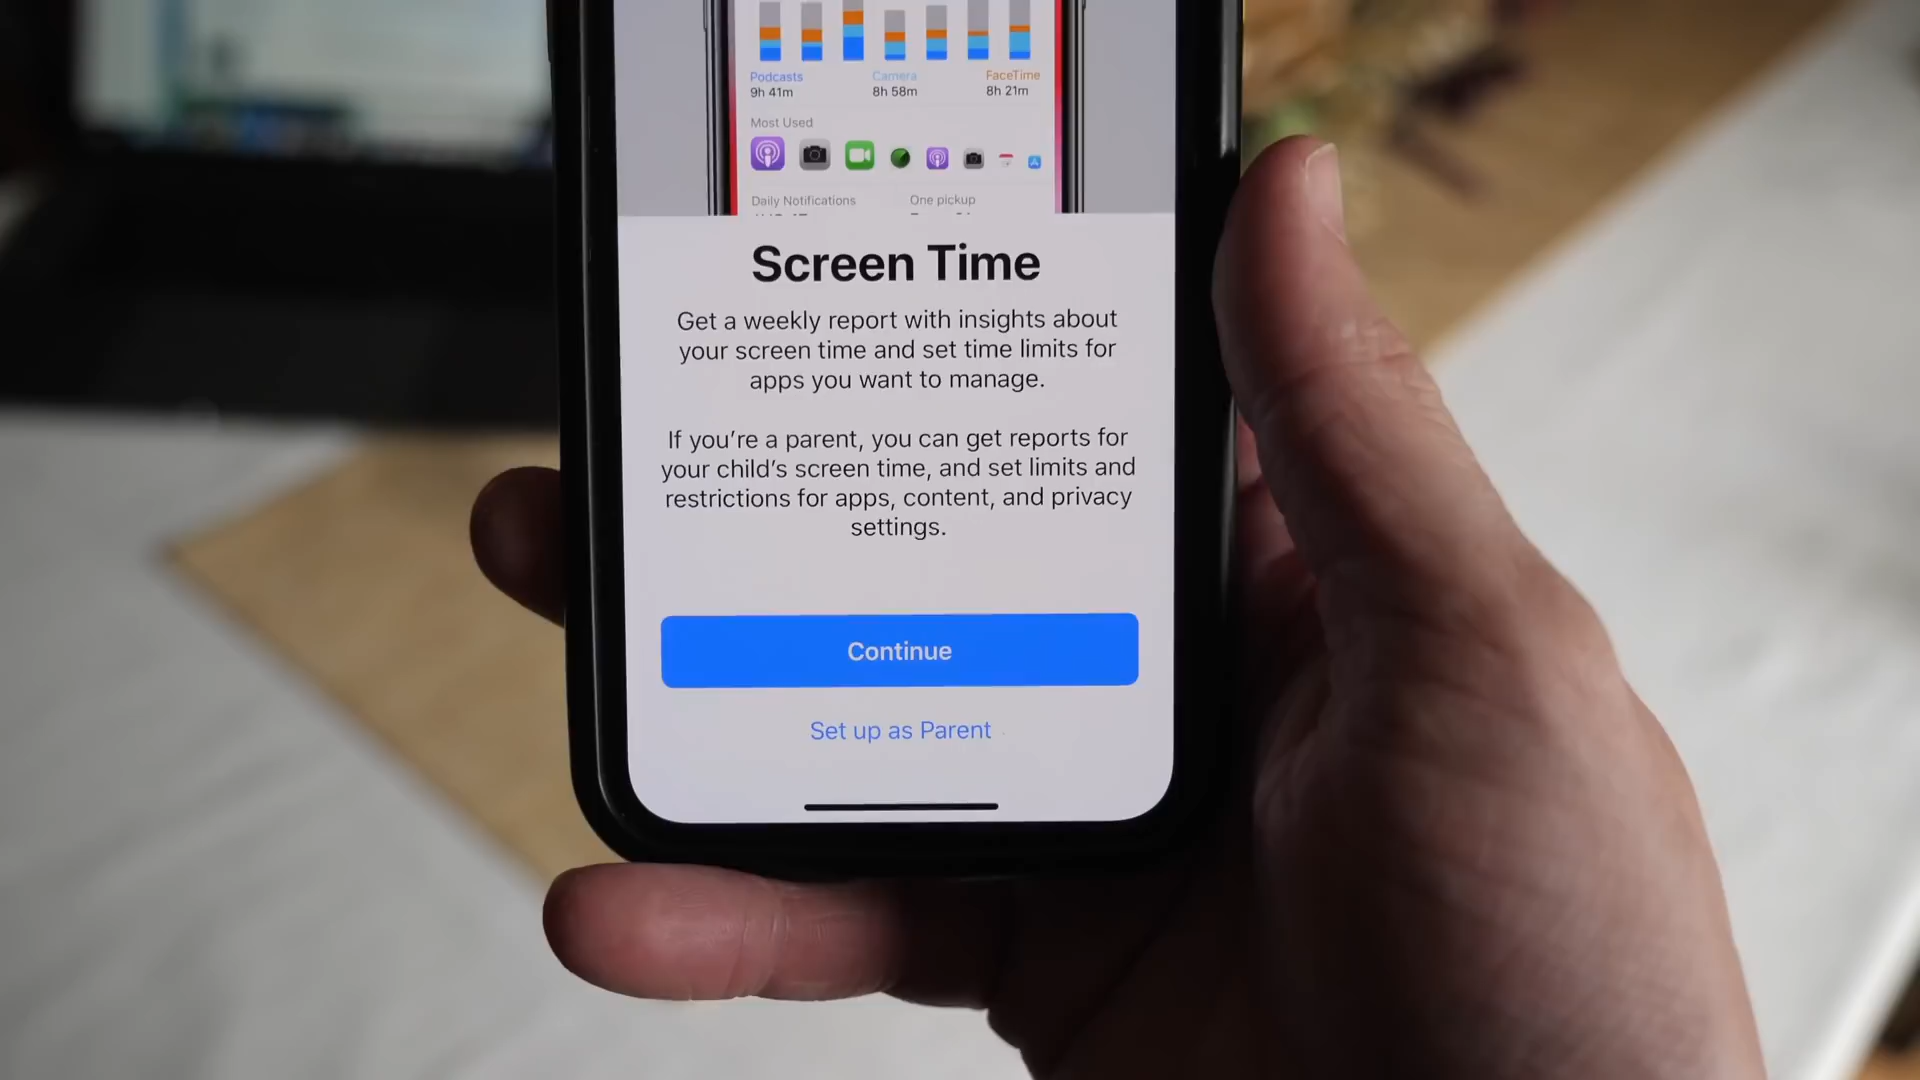 Podcasts Camera FaceTime
9h 41m 8h 58m 8h 21m
Most Used
Daily Notifications One pickup
Screen Time
Get a weekly report with insights about
your screen time and set time limits for
apps you want to manage.
If you’re a parent, you can get reports for
your child’s screen time, and set limits and
restrictions for apps, content, and privacy
settings.
Continue
Set up as Parent